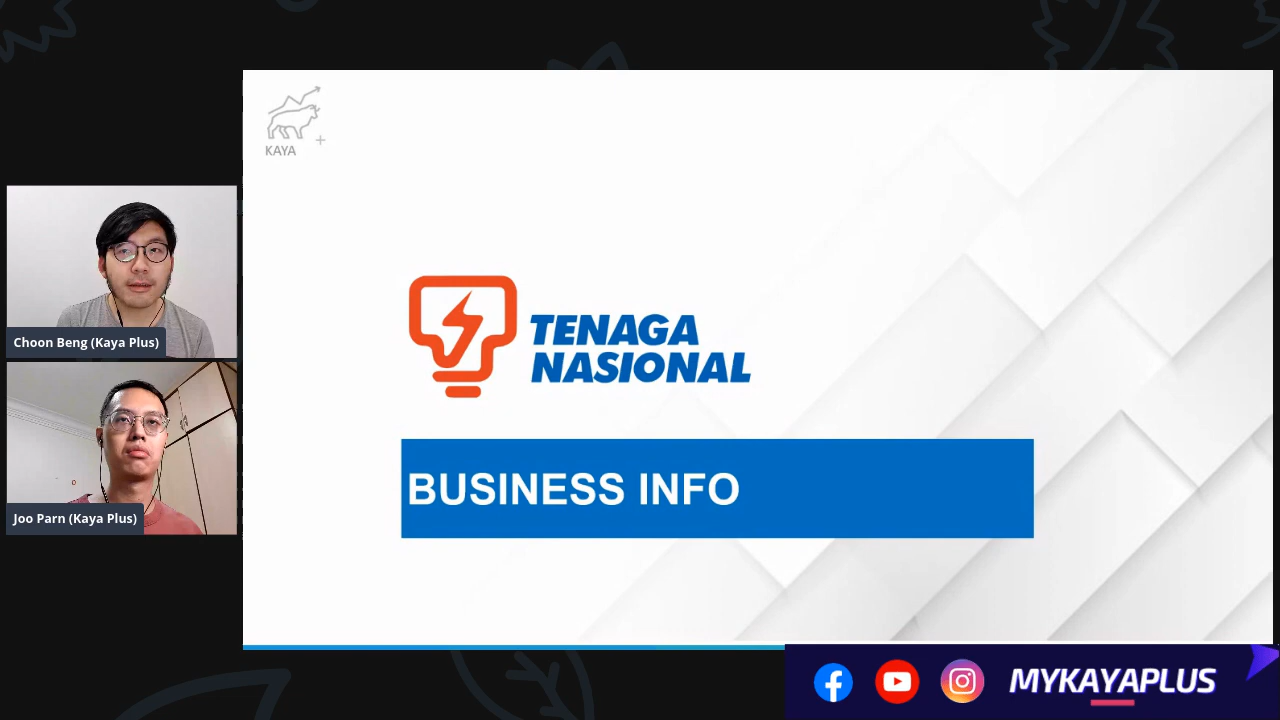 KAYA
+
Choon Beng (Kaya Plus)
Joo Parn (Kaya Plus)
TENAGA
NASIONAL
BUSINESS INFO
MYKAYAPLUS